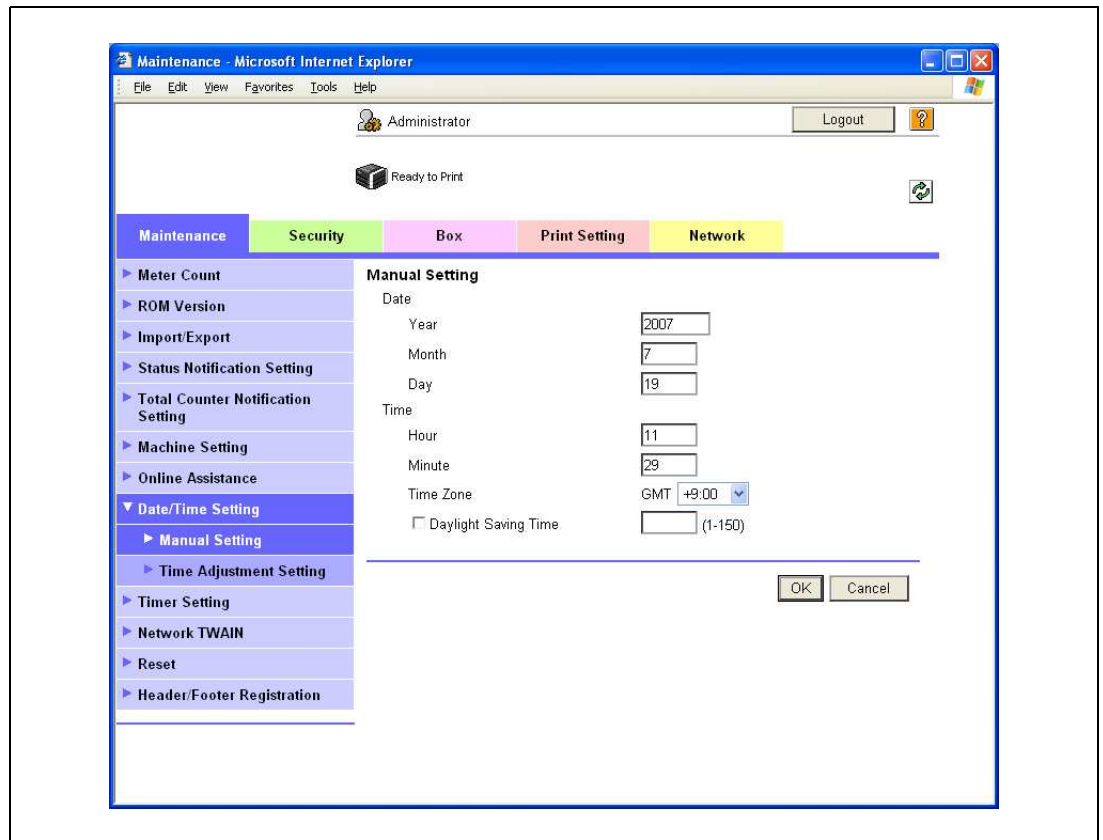 Maintenance - Microsoft Internet Explorer
File Edit View Favorites Tools Help
Administrator
Logout
?
Ready to Print
Maintenance Security Box Print Setting Network
Meter Count
ROM Version
Import/Export
Status Notification Setting
Total Counter Notification
Setting
Machine Setting
Online Assistance
Date/Time Setting
Manual Setting
Time Adjustment Setting
Timer Setting
Network TWAIN
Reset
Header/Footer Registration
Manual Setting
Date
Year 2007
Month 7
Day 19
Time
Hour 11
Minute 29
Time Zone GMT +9:00
Daylight Saving Time (1-150)
OK Cancel